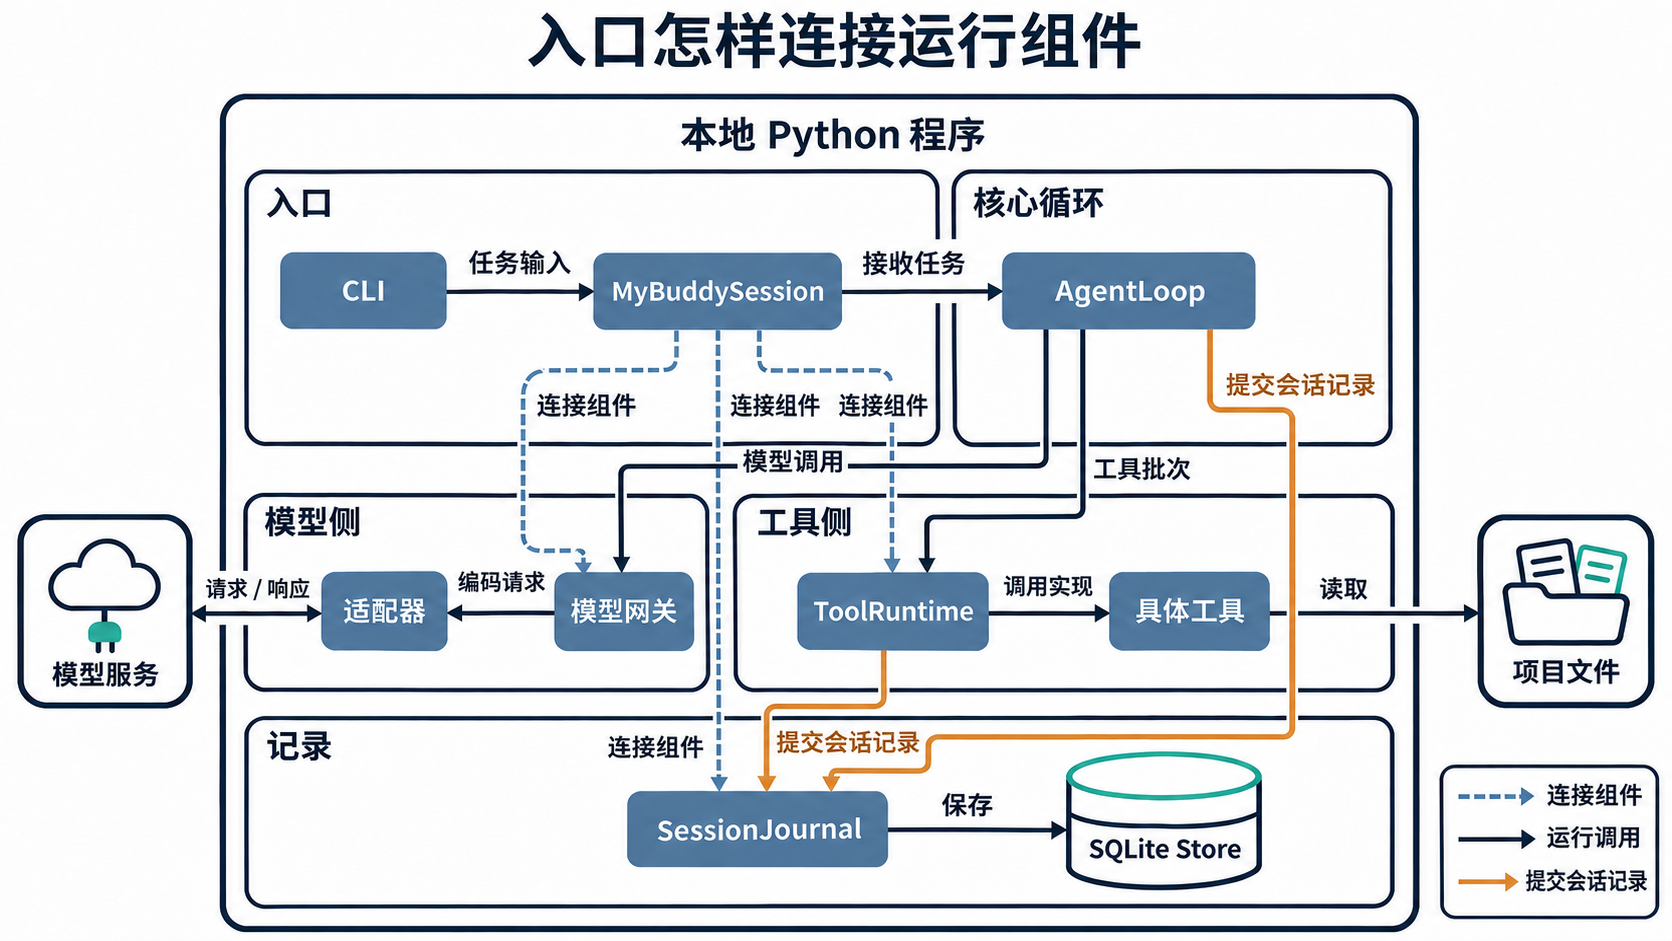 入口怎样连接运行组件
本地 Python 程序
入口
核心循环
CLI
任务输入
MyBuddySession
接收任务
AgentLoop
连接组件
连接组件
连接组件
提交会话记录
模型调用
工具批次
模型侧
工具侧
模型服务
请求 / 响应
适配器
编码请求
模型网关
ToolRuntime
调用实现
具体工具
读取
项目文件
记录
连接组件
提交会话记录
SessionJournal
保存
SQLite Store
连接组件
运行调用
提交会话记录